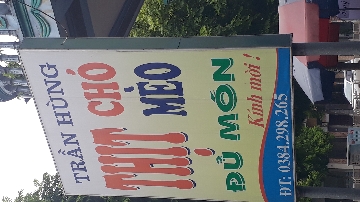 TRẦN HÙNG
THỊT CHÓ
MÈO
ĐỦ MÓN
Kính mời!
ĐT: 0384.298.265